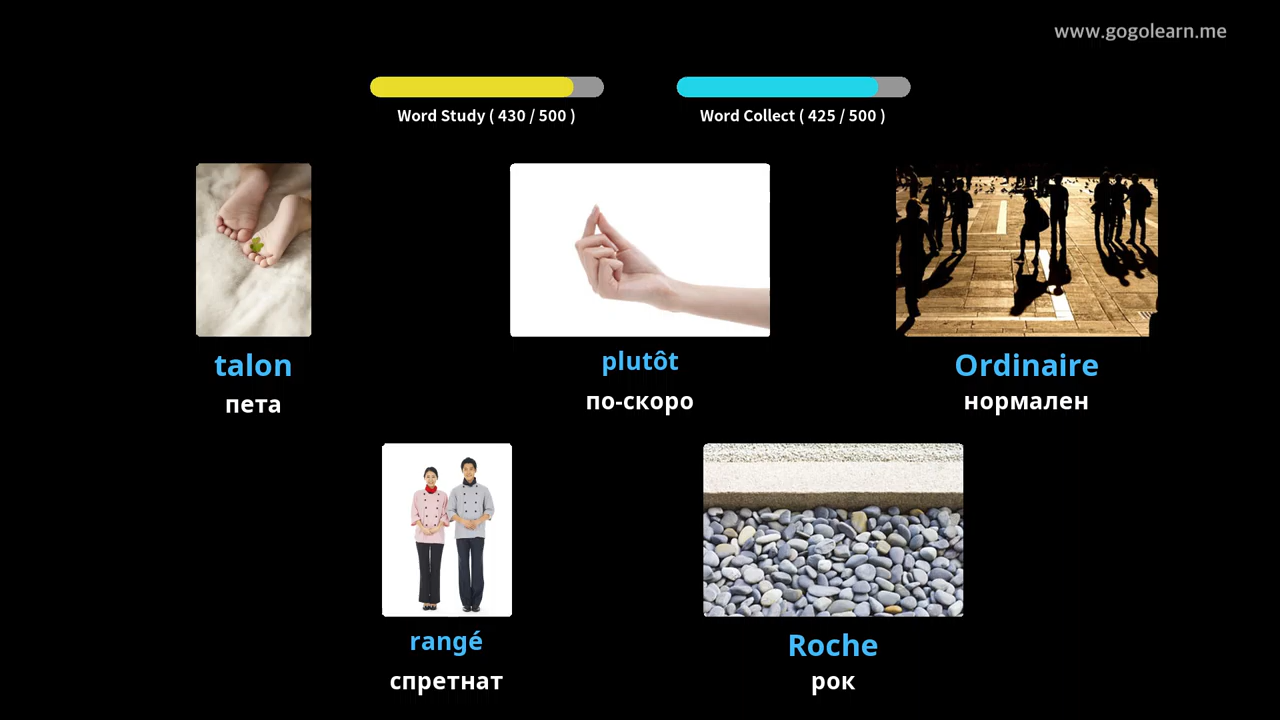 www.gogolearn.me
Word Study ( 430 / 500 )
Word Collect ( 425 / 500 )
talon
plutôt
Ordinaire
пета
по-скоро
нормален
rangé
Roche
спретнат
рок